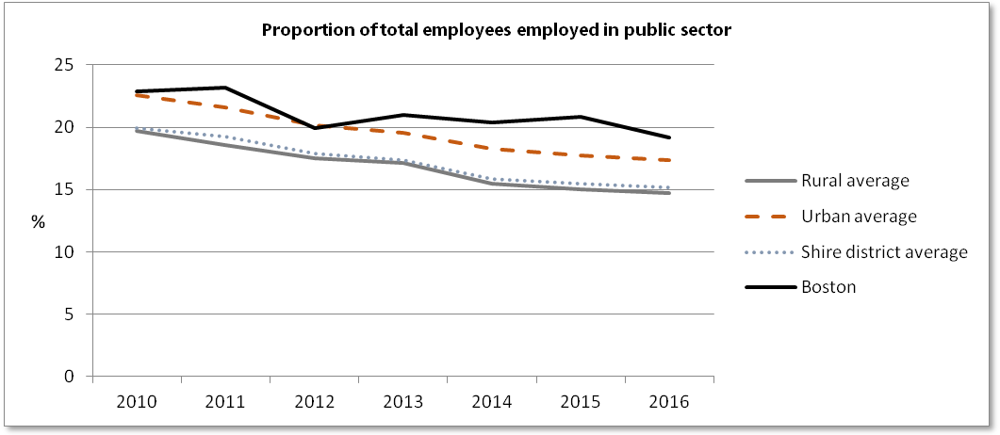 Proportion of total employees employed in public sector
25
20
15
10
5
0
%
2010 2011 2012 2013 2014 2015 2016
Rural average
Urban average
Shire district average
Boston